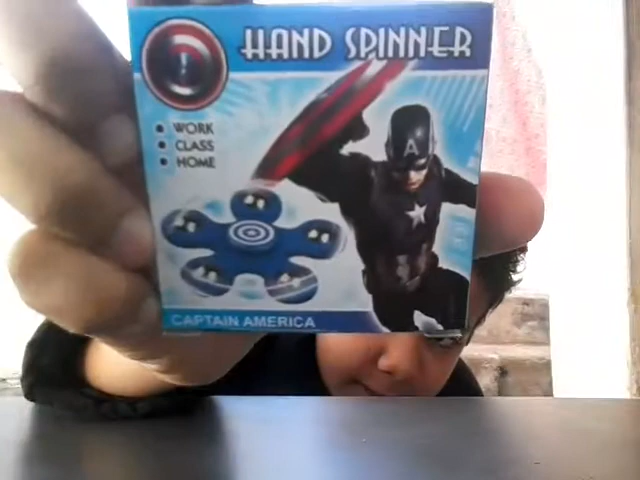 HAND SPINNER
WORK
CLASS
HOME
A
CAPTAIN AMERICA